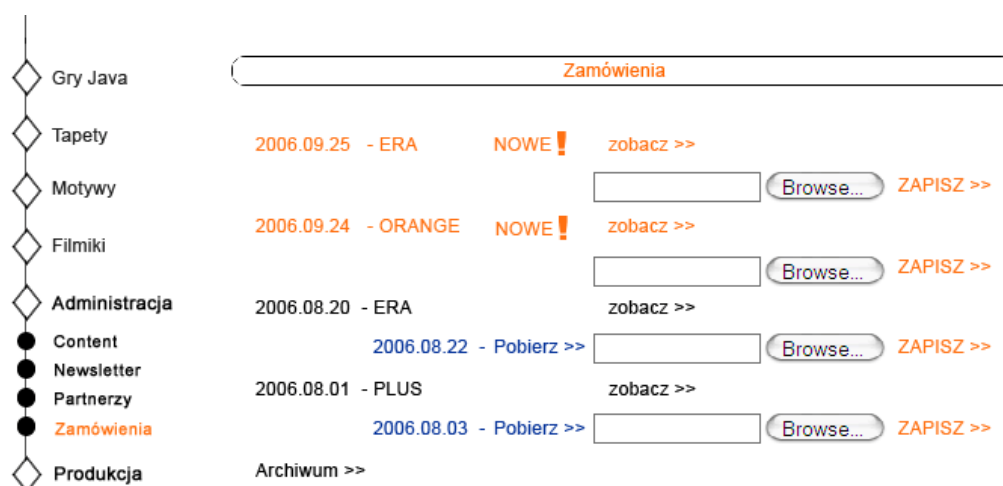 Gry Java
Tapety
Motywy
Filmiki
Administracja
Content
Newsletter
Partnerzy
Zamówienia
Produkcja
Zamówienia
2006.09.25 - ERA NOWE! zobacz >>
Browse... ZAPISZ >>
2006.09.24 - ORANGE NOWE! zobacz >>
Browse... ZAPISZ >>
2006.08.20 - ERA zobacz >>
2006.08.22 - Pobierz >> Browse... ZAPISZ >>
2006.08.01 - PLUS zobacz >>
2006.08.03 - Pobierz >> Browse... ZAPISZ >>
Archiwum >>